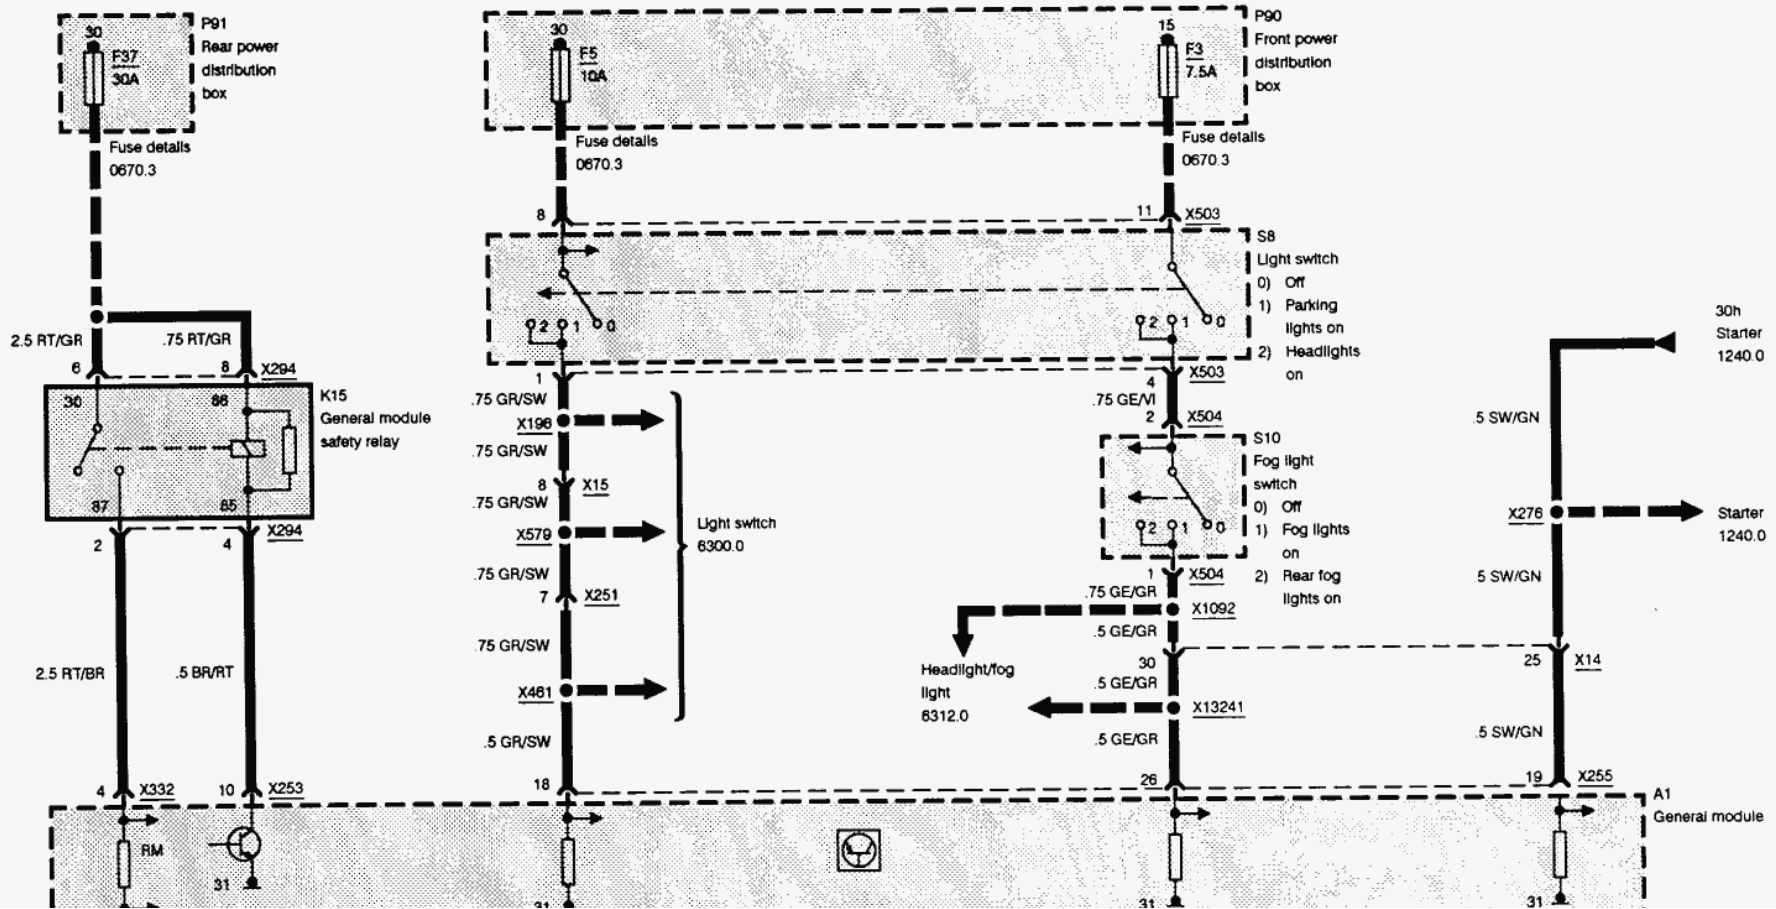 P91
Rear power
distribution
box
30
F37
30A
Fuse details
0670.3
P90
Front power
distribution
box
30
F5
10A
Fuse details
0670.3
15
F3
7.5A
Fuse details
0670.3
8
11
X503
S8
Light switch
0) Off
1) Parking
lights on
2) Headlights
on
2
1
0
2
1
0
2.5 RT/GR
.75 RT/GR
6
8
X294
K15
General module
safety relay
30
86
87
85
2
4
X294
2.5 RT/BR
.5 BR/RT
4
X332
10
X253
1
.75 GR/SW
X196
.75 GR/SW
8
X15
.75 GR/SW
X579
.75 GR/SW
7
X251
.75 GR/SW
X461
.5 GR/SW
18
Light switch
6300.0
4
X503
.75 GE/VI
2
X504
S10
Fog light
switch
0) Off
1) Fog lights
on
2) Rear fog
lights on
2
1
0
1
X504
.75 GE/GR
X1092
.5 GE/GR
30
.5 GE/GR
X13241
.5 GE/GR
26
Headlight/fog
light
6312.0
30h
Starter
1240.0
.5 SW/GN
X276
Starter
1240.0
.5 SW/GN
25
X14
.5 SW/GN
19
X255
A1
General module
RM
31
31
31
31